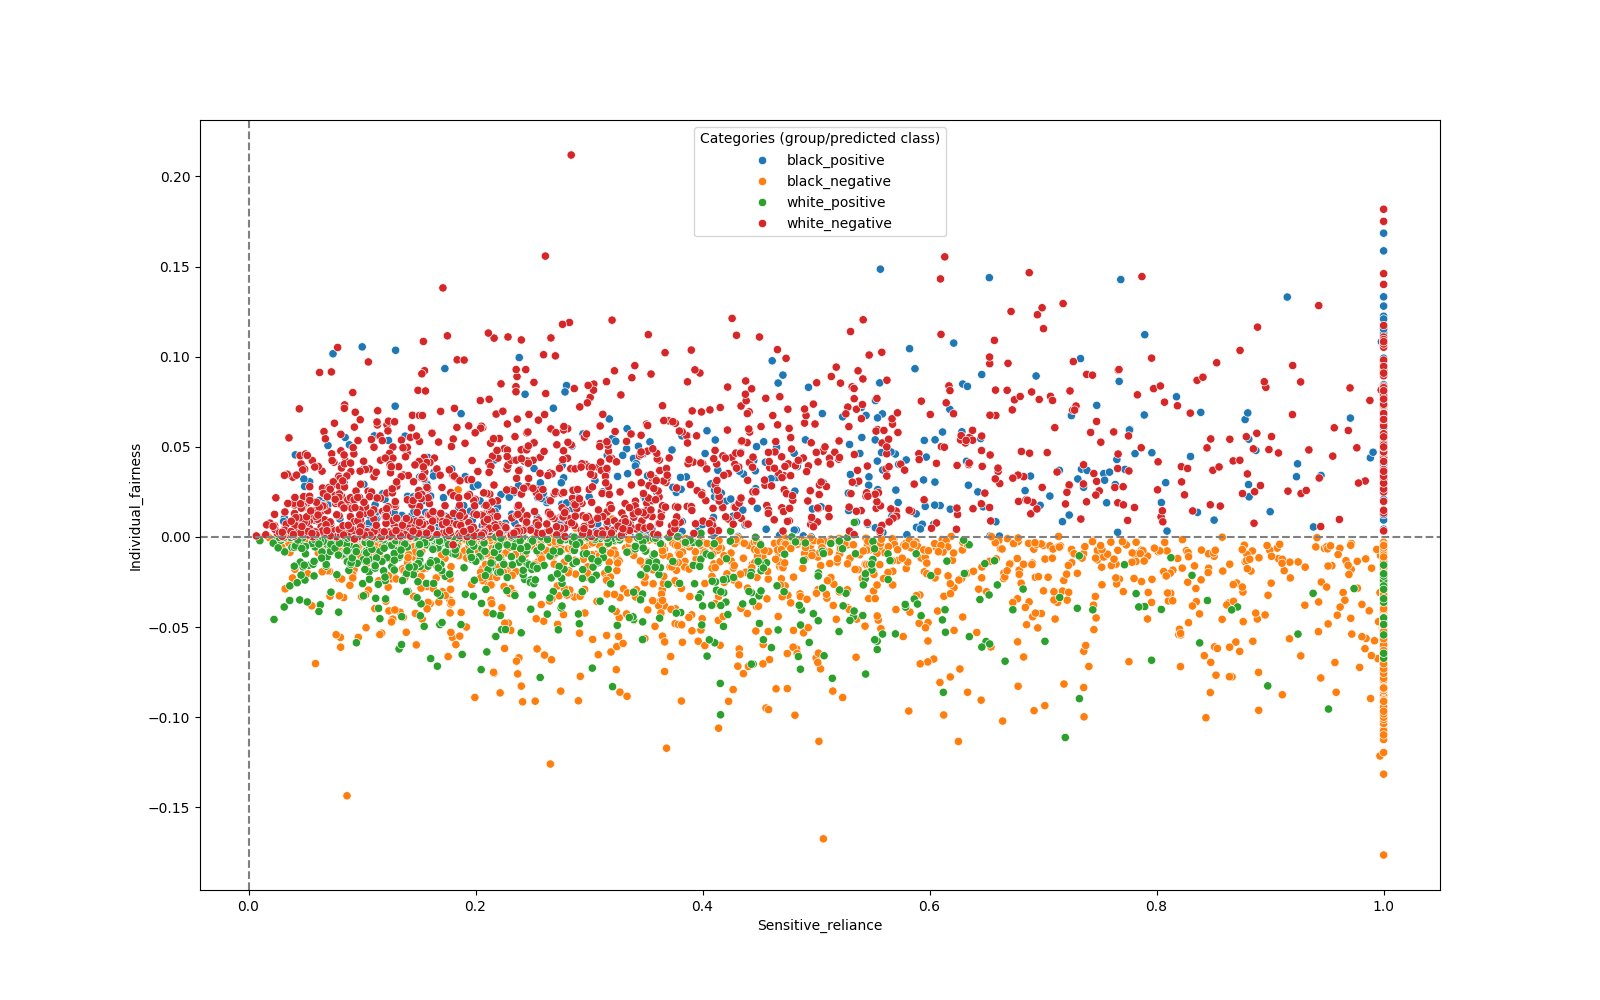 Categories (group/predicted class)
black_positive
black_negative
white_positive
white_negative
0.20
0.15
0.10
0.05
0.00
−0.05
−0.10
−0.15
Individual_fairness
0.0
0.2
0.4
0.6
0.8
1.0
Sensitive_reliance